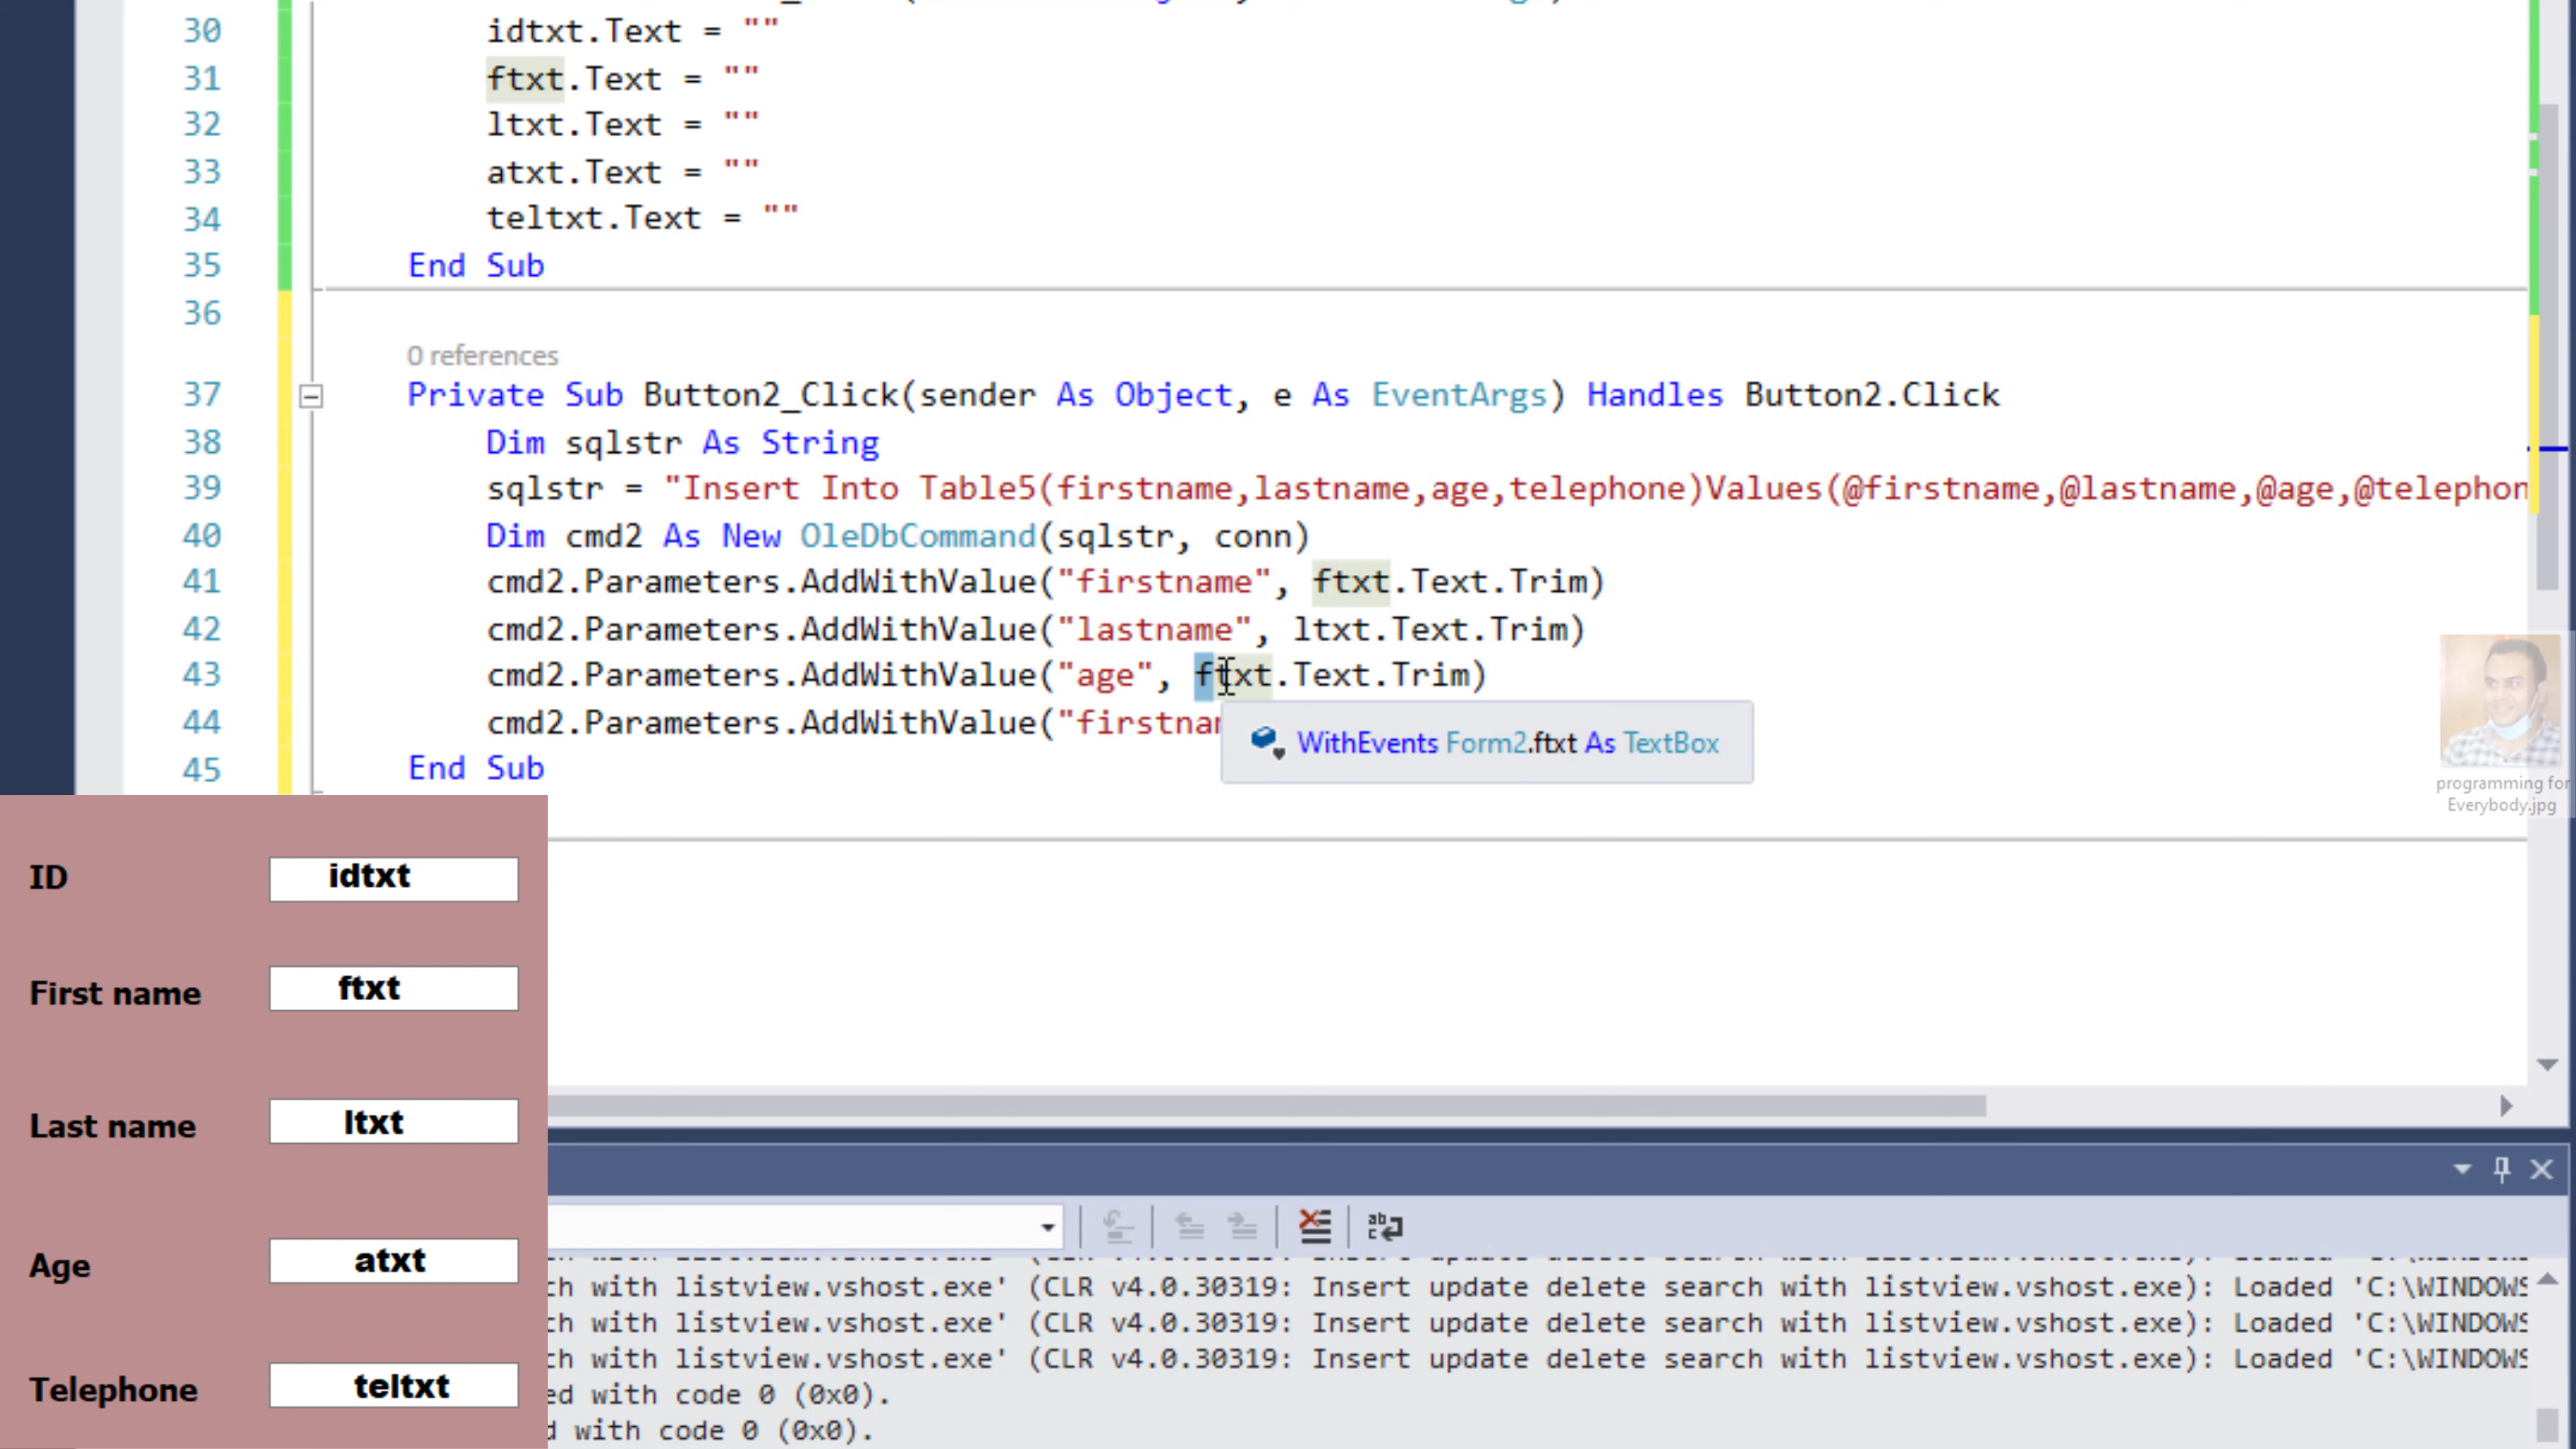 30 idtxt.Text = ""
31 ftxt.Text = ""
32 ltxt.Text = ""
33 atxt.Text = ""
34 teltxt.Text = ""
35 End Sub
36
0 references
37 Private Sub Button2_Click(sender As Object, e As EventArgs) Handles Button2.Click
38 Dim sqlstr As String
39 sqlstr = "Insert Into Table5(firstname,lastname,age,telephone)Values(@firstname,@lastname,@age,@telephon
40 Dim cmd2 As New OleDbCommand(sqlstr, conn)
41 cmd2.Parameters.AddWithValue("firstname", ftxt.Text.Trim)
42 cmd2.Parameters.AddWithValue("lastname", ltxt.Text.Trim)
43 cmd2.Parameters.AddWithValue("age", ftxt.Text.Trim)
44 cmd2.Parameters.AddWithValue("firstnam
WithEvents Form2.ftxt As TextBox
45 End Sub
programming for
Everybody.jpg
ID idtxt
First name ftxt
Last name ltxt
Age atxt
Telephone teltxt
ch with listview.vshost.exe' (CLR v4.0.30319: Insert update delete search with listview.vshost.exe): Loaded 'C:\WINDOWS
ch with listview.vshost.exe' (CLR v4.0.30319: Insert update delete search with listview.vshost.exe): Loaded 'C:\WINDOWS
ch with listview.vshost.exe' (CLR v4.0.30319: Insert update delete search with listview.vshost.exe): Loaded 'C:\WINDOWS
ed with code 0 (0x0).
d with code 0 (0x0).